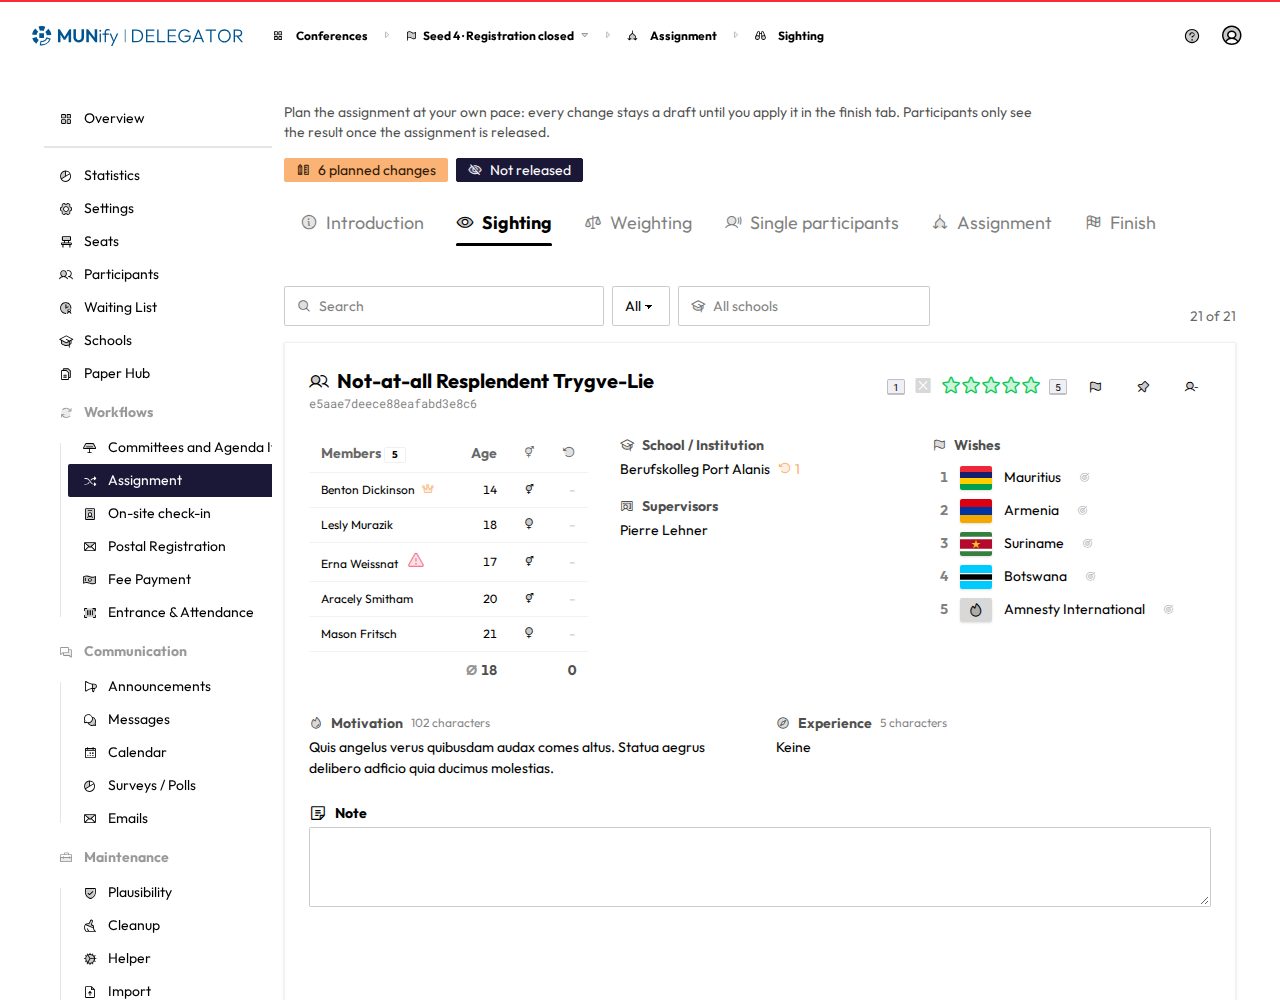 MUNify | DELEGATOR
Conferences
Seed 4 · Registration closed
Assignment
Sighting
Overview
Statistics
Settings
Seats
Participants
Waiting List
Schools
Paper Hub
Workflows
Committees and Agenda I
Assignment
On-site check-in
Postal Registration
Fee Payment
Entrance & Attendance
Communication
Announcements
Messages
Calendar
Surveys / Polls
Emails
Maintenance
Plausibility
Cleanup
Helper
Import
Plan the assignment at your own pace: every change stays a draft until you apply it in the finish tab. Participants only see
the result once the assignment is released.
6 planned changes
Not released
Introduction
Sighting
Weighting
Single participants
Assignment
Finish
Search
All
All schools
21 of 21
Not-at-all Resplendent Trygve-Lie
e5aae7deece88eafabd3e8c6
1
5
Members 5 Age
Benton Dickinson 14 -
Lesly Murazik 18 -
Erna Weissnat 17 -
Aracely Smitham 20 -
Mason Fritsch 21 -
Ø 18 0
School / Institution
Berufskolleg Port Alanis 1
Supervisors
Pierre Lehner
Wishes
1 Mauritius
2 Armenia
3 Suriname
4 Botswana
5 Amnesty International
Motivation 102 characters
Quis angelus verus quibusdam audax comes altus. Statua aegrus
delibero adficio quia ducimus molestias.
Experience 5 characters
Keine
Note